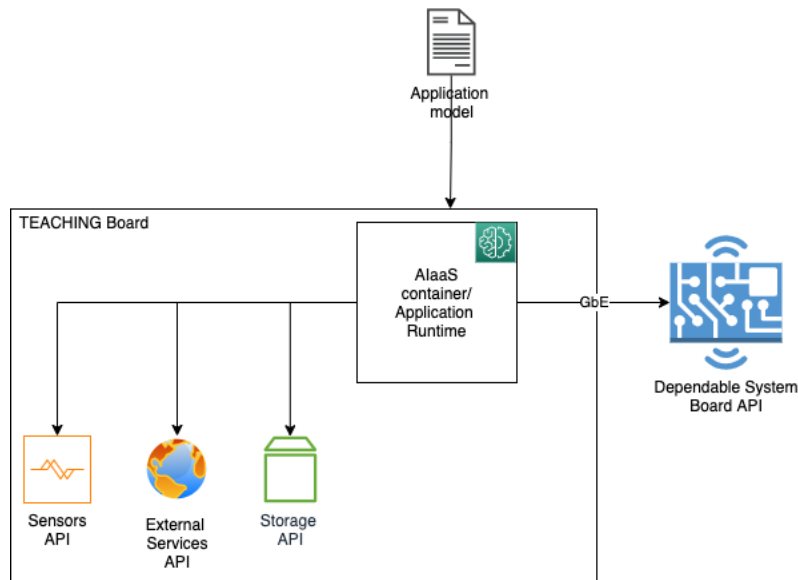 Application
model
TEACHING Board
AIaaS
container/
Application
Runtime
GbE
Dependable System
Board API
Sensors
API
External
Services
API
Storage
API